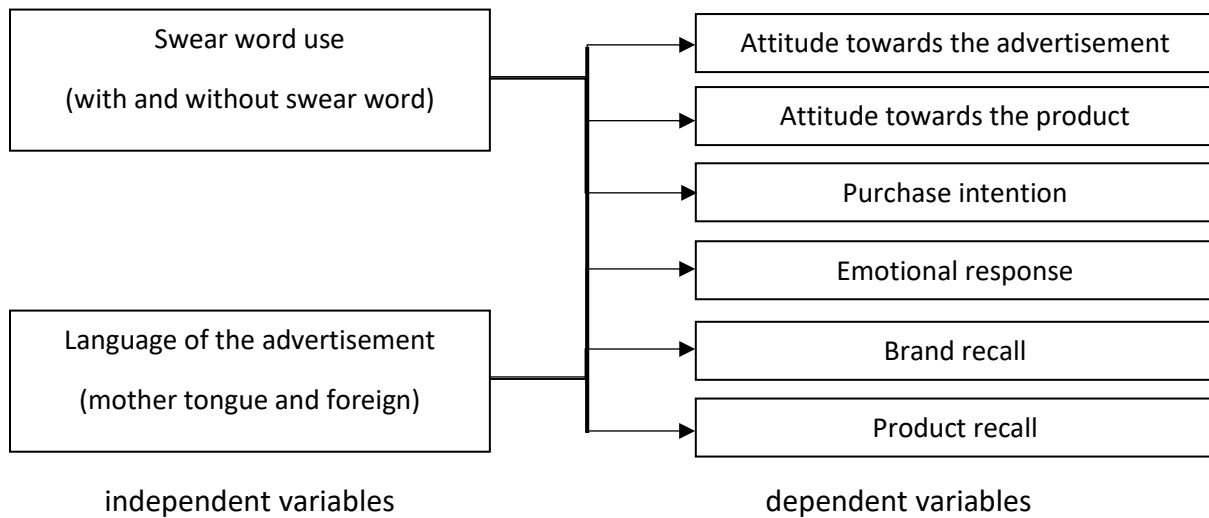 Swear word use
(with and without swear word)
Language of the advertisement
(mother tongue and foreign)
independent variables
Attitude towards the advertisement
Attitude towards the product
Purchase intention
Emotional response
Brand recall
Product recall
dependent variables